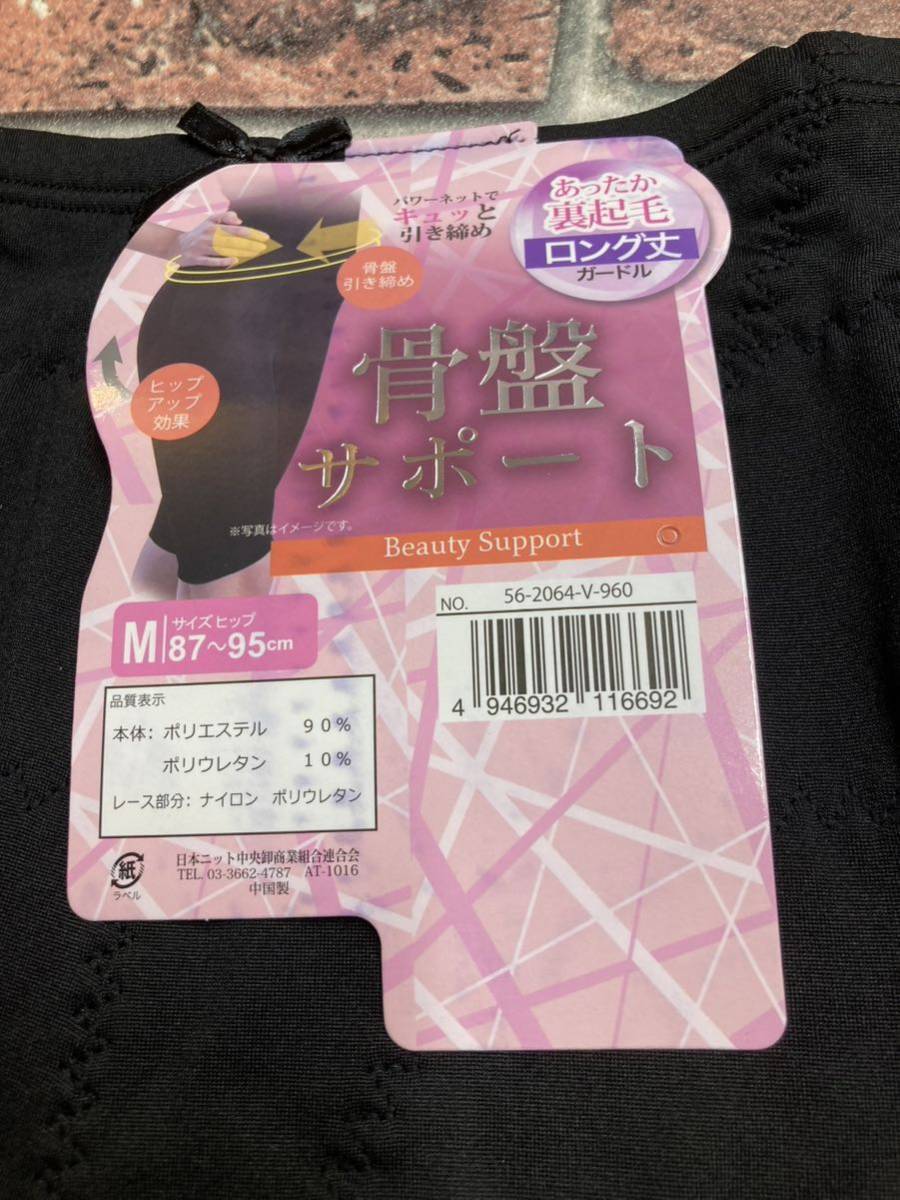 パワーネットで
キュッと
引き締め
あったか
裏起毛
ロング丈
ガードル
骨盤
引き締め
ヒップ
アップ
効果
骨盤
サポート
※写真はイメージです。
Beauty Support
M サイズ ヒップ
87～95cm
NO. 56-2064-V-960
4 946932 116692
品質表示
本体: ポリエステル 90%
ポリウレタン 10%
レース部分: ナイロン ポリウレタン
紙
ラベル
日本ニット中央卸商業組合連合会
TEL. 03-3662-4787 AT-1016
中国製